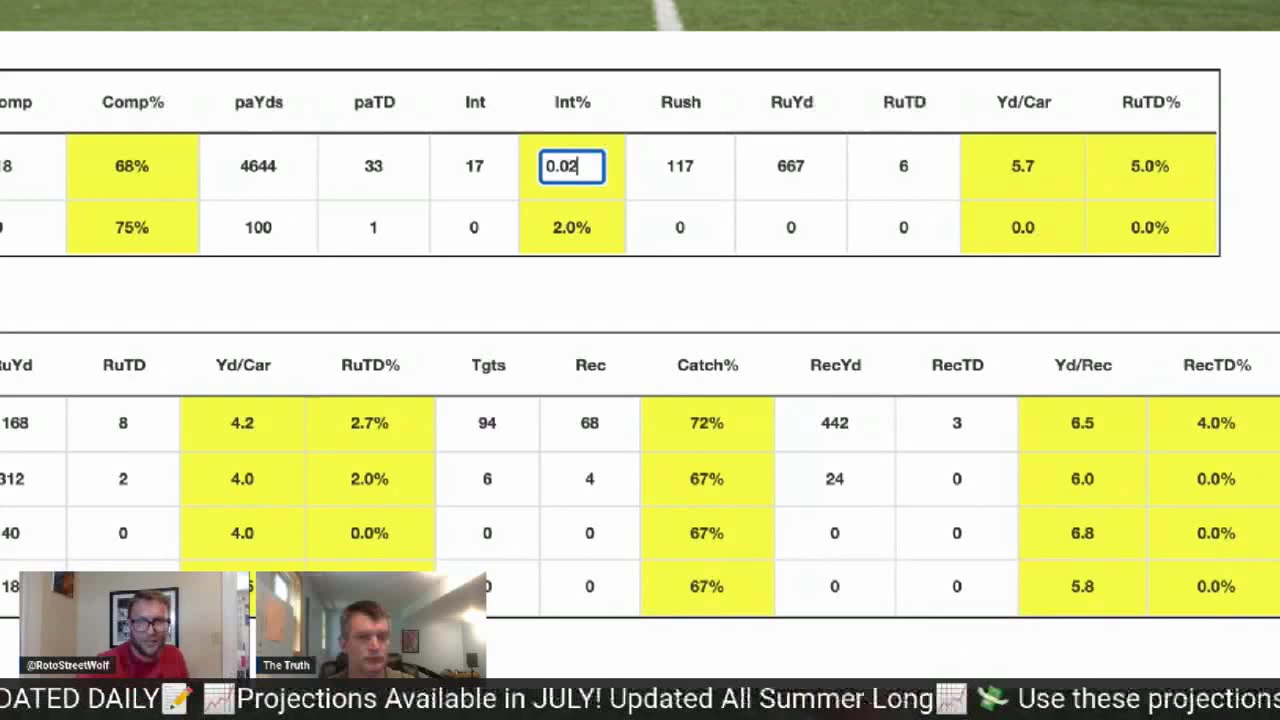 omp Comp% paYds paTD Int Int% Rush RuYd RuTD Yd/Car RuTD%
18 68% 4644 33 17 0.02 117 667 6 5.7 5.0%
75% 100 1 0 2.0% 0 0 0 0.0 0.0%
RuYd RuTD Yd/Car RuTD% Tgts Rec Catch% RecYd RecTD Yd/Rec RecTD%
168 8 4.2 2.7% 94 68 72% 442 3 6.5 4.0%
312 2 4.0 2.0% 6 4 67% 24 0 6.0 0.0%
40 0 4.0 0.0% 0 0 67% 0 0 6.8 0.0%
18 0 0 67% 0 0 5.8 0.0%
@RotoStreetWolf The Truth
DATED DAILY📝 📈Projections Available in JULY! Updated All Summer Long📈 💸 Use these projections